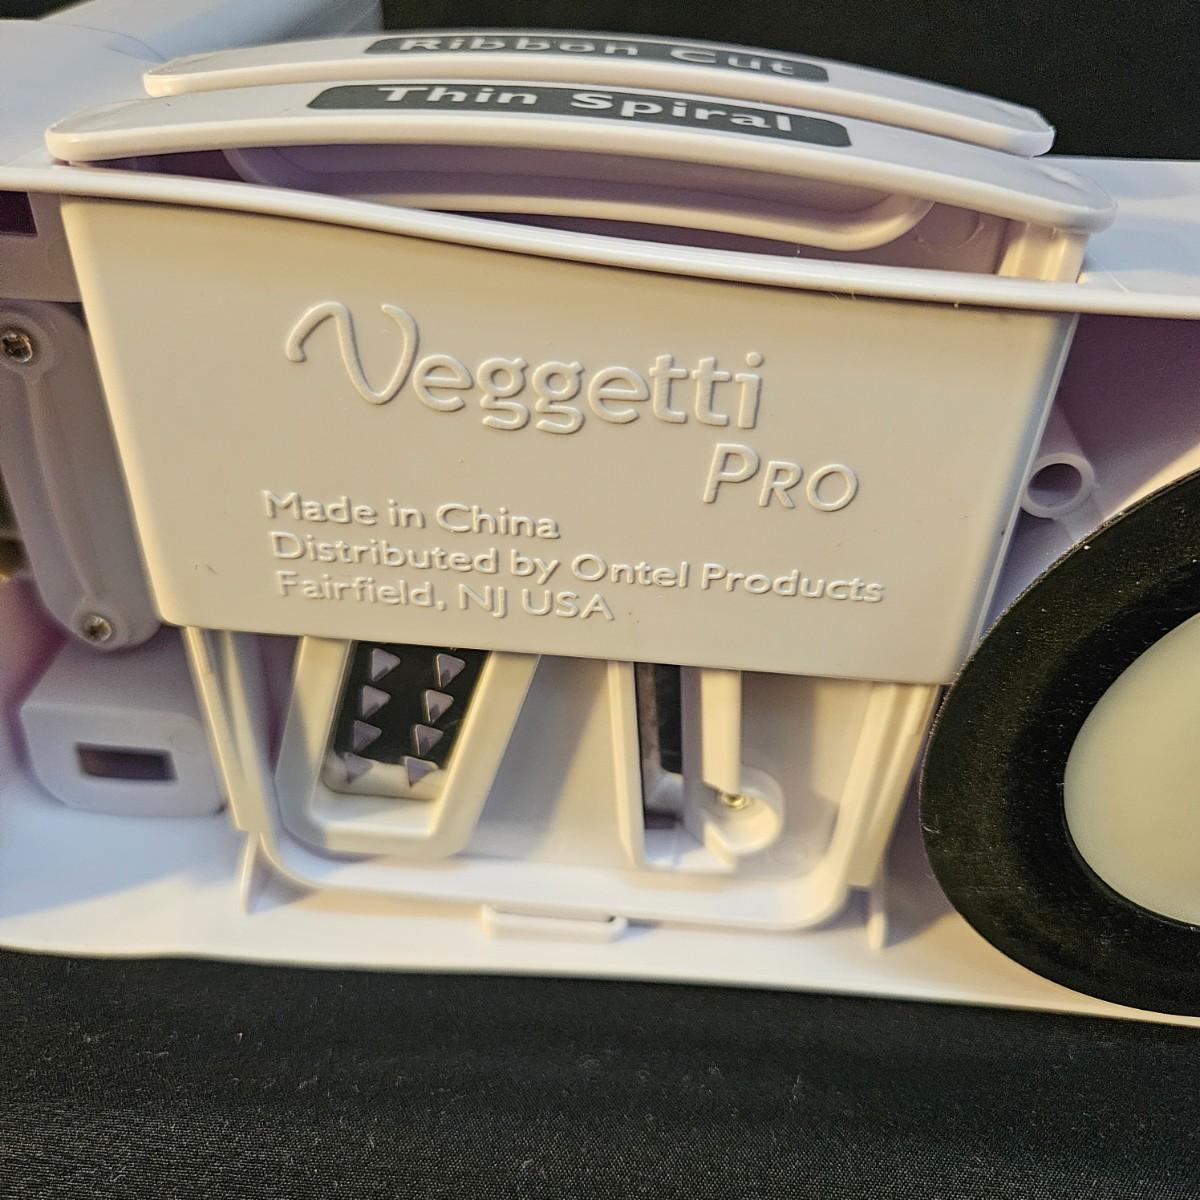 Ribbon Cut
Thin Spiral
Veggetti
PRO
Made in China
Distributed by Ontel Products
Fairfield, NJ USA